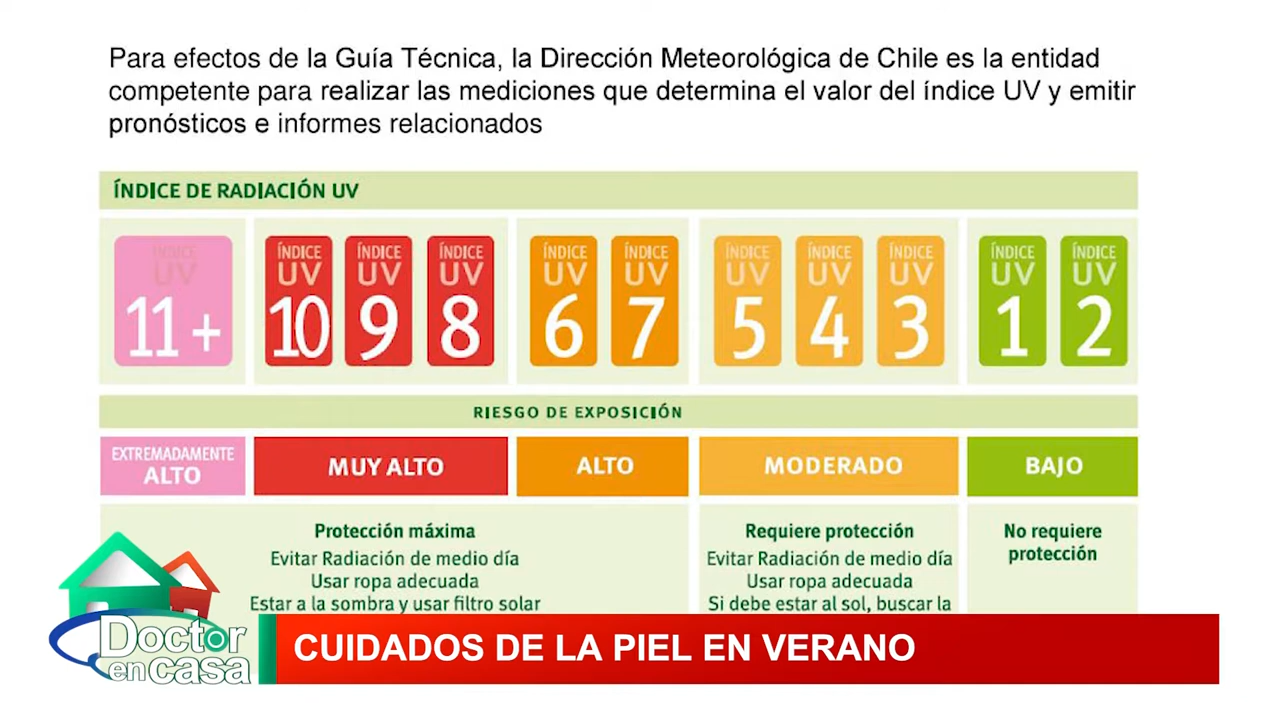 Para efectos de la Guía Técnica, la Dirección Meteorológica de Chile es la entidad
competente para realizar las mediciones que determina el valor del índice UV y emitir
pronósticos e informes relacionados
ÍNDICE DE RADIACIÓN UV
ÍNDICE UV 11+
ÍNDICE UV 10
ÍNDICE UV 9
ÍNDICE UV 8
ÍNDICE UV 6
ÍNDICE UV 7
ÍNDICE UV 5
ÍNDICE UV 4
ÍNDICE UV 3
ÍNDICE UV 1
ÍNDICE UV 2
RIESGO DE EXPOSICIÓN
EXTREMADAMENTE
ALTO
MUY ALTO
ALTO
MODERADO
BAJO
Protección máxima
Evitar Radiación de medio día
Usar ropa adecuada
Estar a la sombra y usar filtro solar
Requiere protección
Evitar Radiación de medio día
Usar ropa adecuada
Si debe estar al sol, buscar la
No requiere
protección
Doctor
en casa
CUIDADOS DE LA PIEL EN VERANO